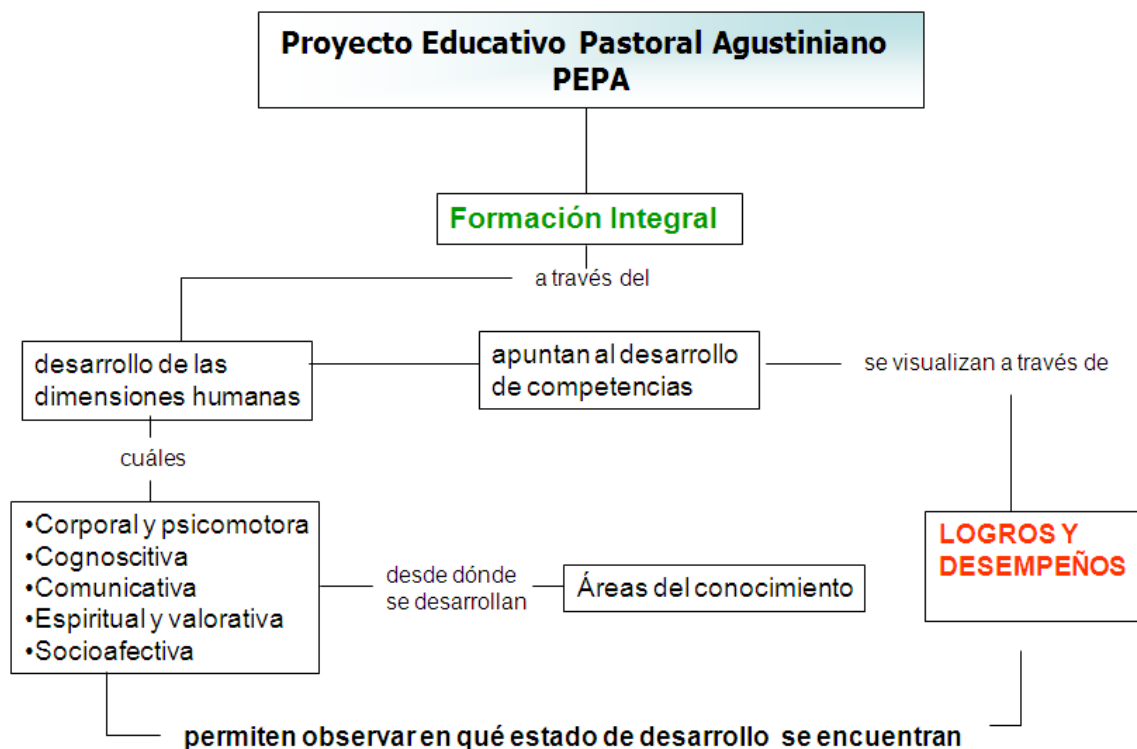 Proyecto Educativo Pastoral Agustiniano
PEPA
Formación Integral
a través del
desarrollo de las
dimensiones humanas
apuntan al desarrollo
de competencias
se visualizan a través de
cuáles
•Corporal y psicomotora
•Cognoscitiva
•Comunicativa
•Espiritual y valorativa
•Socioafectiva
desde dónde
se desarrollan
Áreas del conocimiento
LOGROS Y
DESEMPEÑOS
permiten observar en qué estado de desarrollo se encuentran